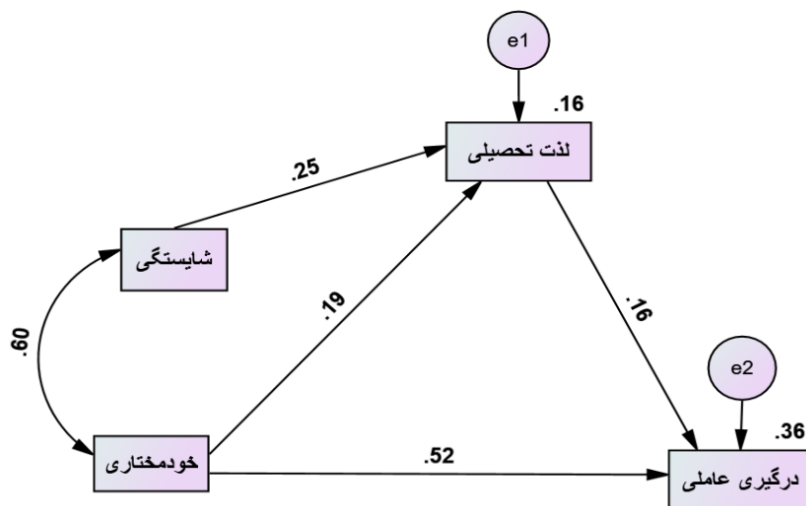 e1
.16
لذت تحصیلی
.25
شایستگی
.19
.60
.16
e2
.36
خودمختاری
.52
درگیری عاملی